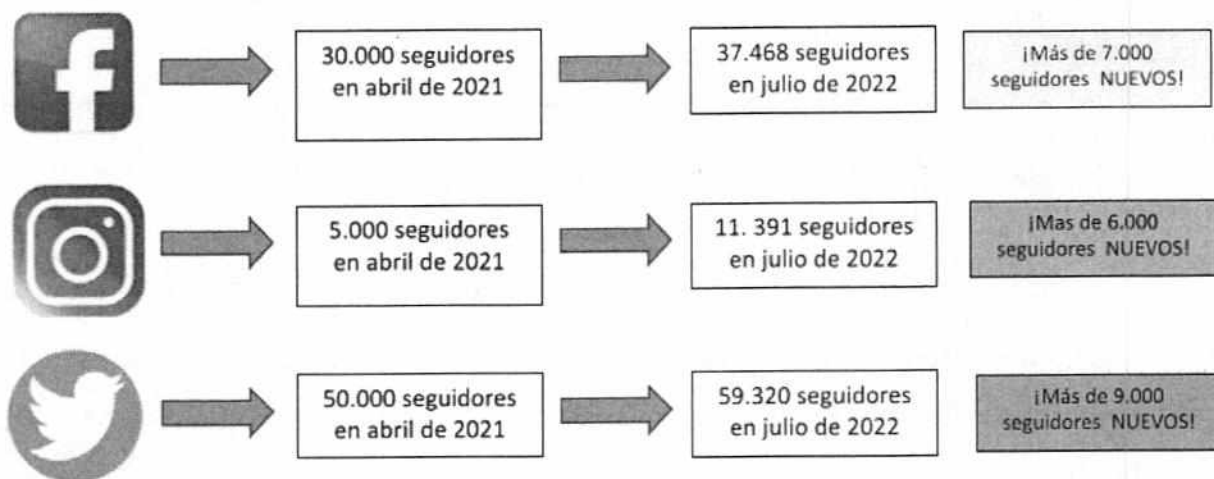 30.000 seguidores
en abril de 2021
37.468 seguidores
en julio de 2022
¡Más de 7.000
seguidores NUEVOS!
5.000 seguidores
en abril de 2021
11. 391 seguidores
en julio de 2022
¡Mas de 6.000
seguidores NUEVOS!
50.000 seguidores
en abril de 2021
59.320 seguidores
en julio de 2022
¡Más de 9.000
seguidores NUEVOS!